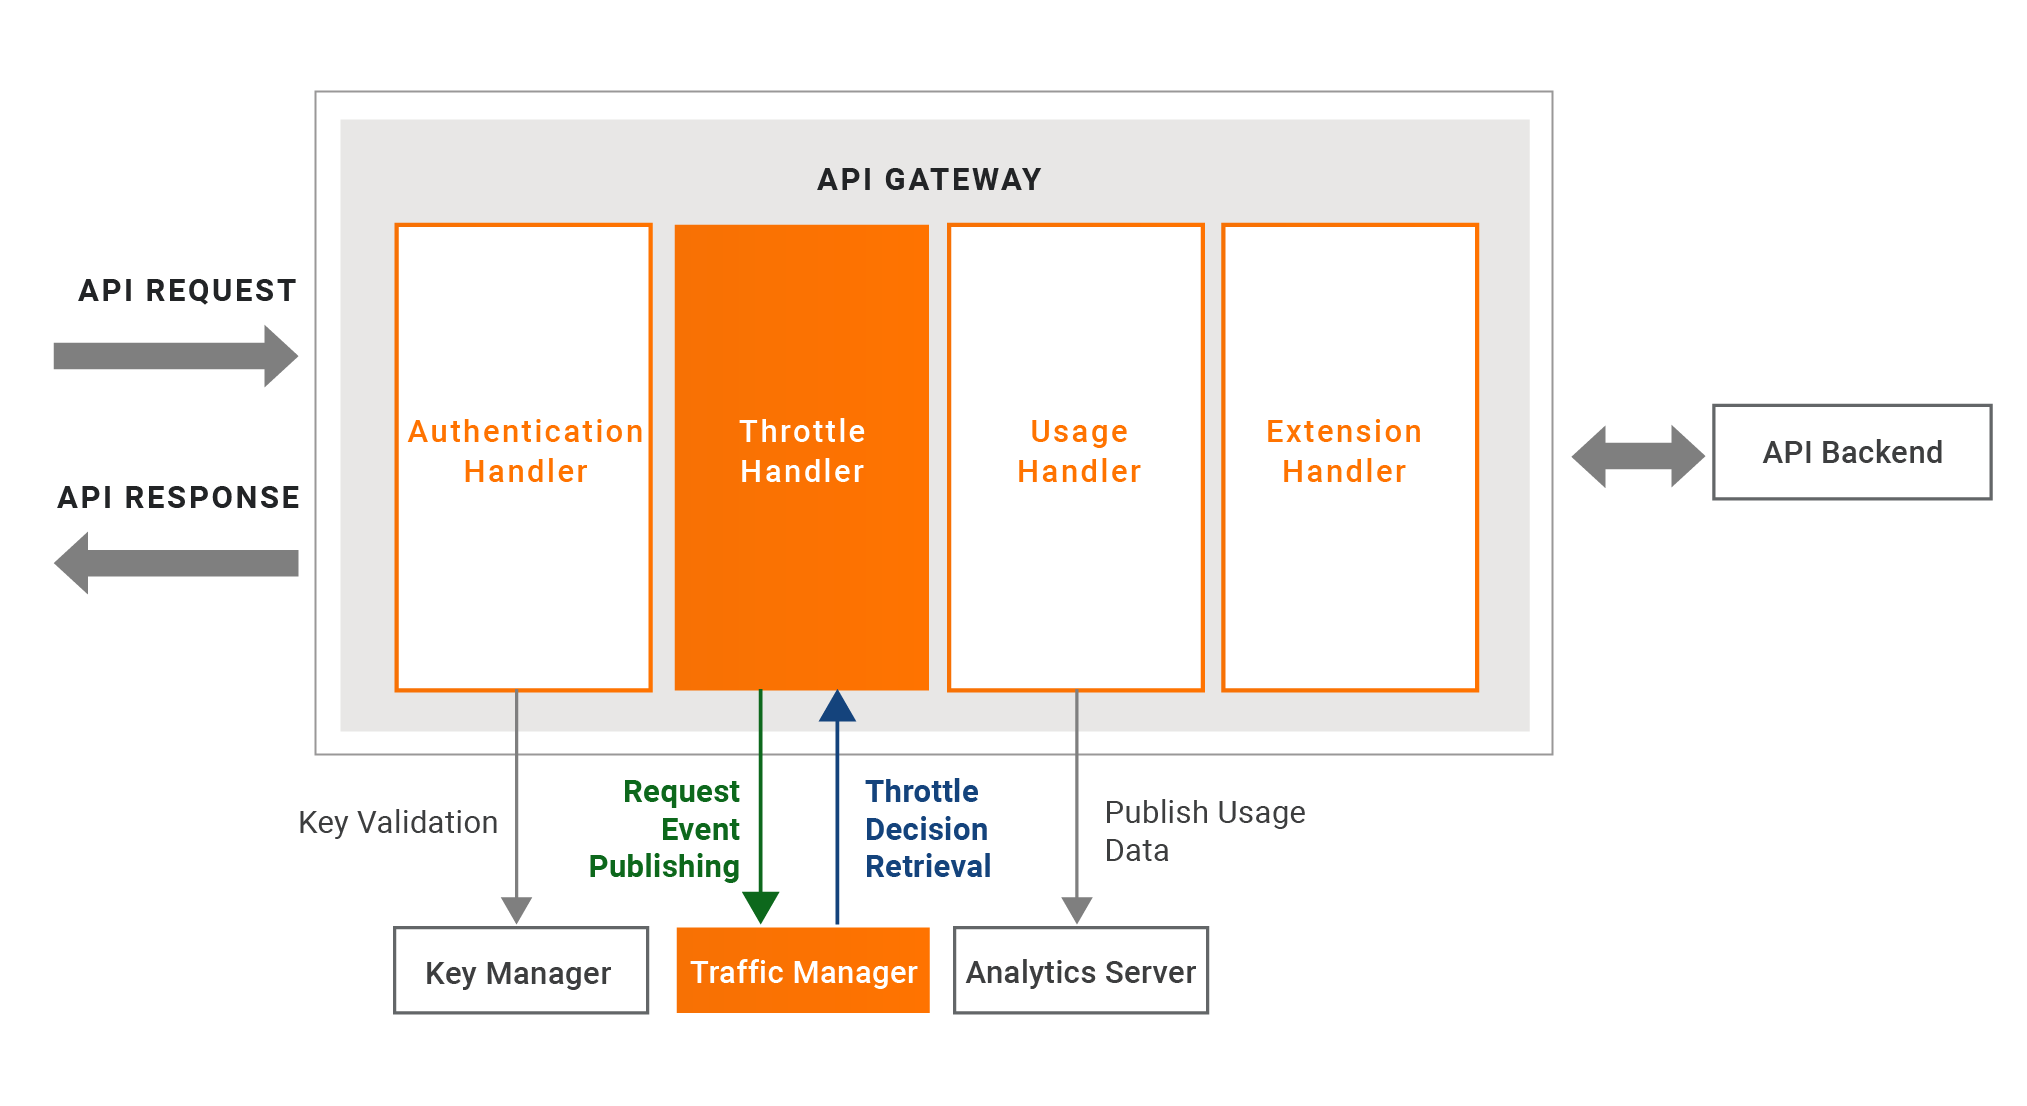 API GATEWAY
API REQUEST
API RESPONSE
Authentication
Handler
Throttle
Handler
Usage
Handler
Extension
Handler
API Backend
Key Validation
Request
Event
Publishing
Throttle
Decision
Retrieval
Publish Usage
Data
Key Manager
Traffic Manager
Analytics Server